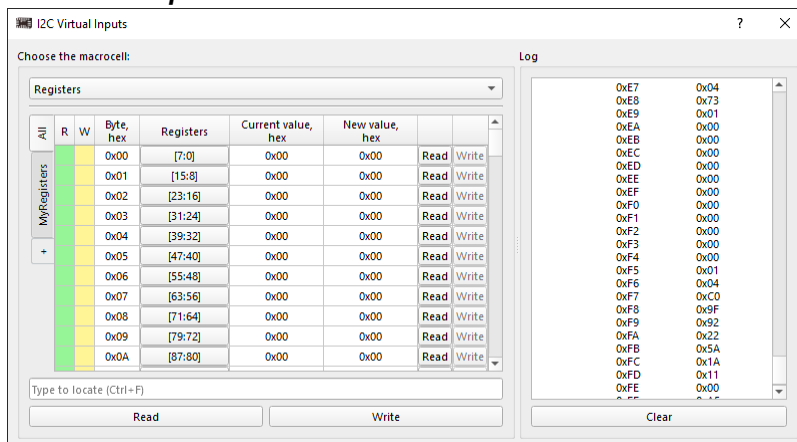 I2C Virtual Inputs
? ×
Choose the macrocell:
Registers
All
MyRegisters
+
R W Byte, hex Registers Current value, hex New value, hex
0x00 [7:0] 0x00 0x00 Read Write
0x01 [15:8] 0x00 0x00 Read Write
0x02 [23:16] 0x00 0x00 Read Write
0x03 [31:24] 0x00 0x00 Read Write
0x04 [39:32] 0x00 0x00 Read Write
0x05 [47:40] 0x00 0x00 Read Write
0x06 [55:48] 0x00 0x00 Read Write
0x07 [63:56] 0x00 0x00 Read Write
0x08 [71:64] 0x00 0x00 Read Write
0x09 [79:72] 0x00 0x00 Read Write
0x0A [87:80] 0x00 0x00 Read Write
Type to locate (Ctrl+F)
Read Write
Log
0xE7 0x04
0xE8 0x73
0xE9 0x01
0xEA 0x00
0xEB 0x00
0xEC 0x00
0xED 0x00
0xEE 0x00
0xEF 0x00
0xF0 0x00
0xF1 0x00
0xF2 0x00
0xF3 0x00
0xF4 0x00
0xF5 0x01
0xF6 0x04
0xF7 0xC0
0xF8 0x9F
0xF9 0x92
0xFA 0x22
0xFB 0x5A
0xFC 0x1A
0xFD 0x11
0xFE 0x00
Clear